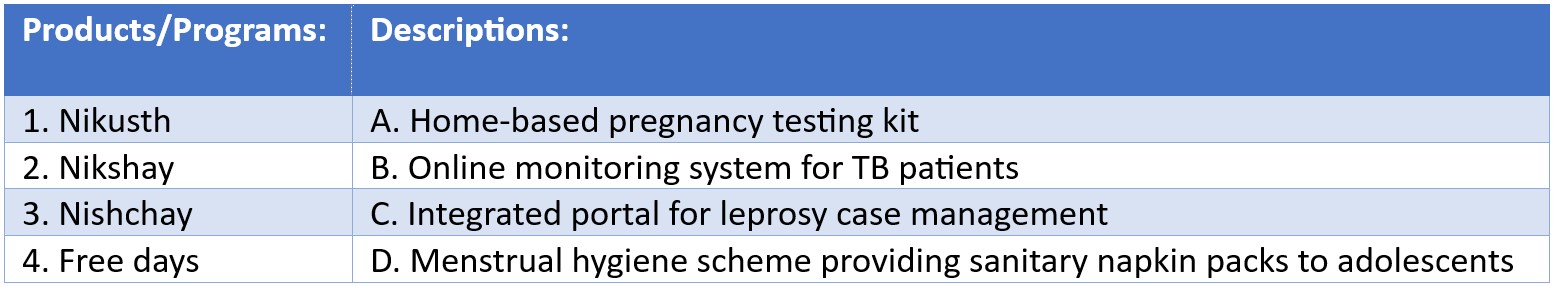 Products/Programs: Descriptions:
1. Nikusth A. Home-based pregnancy testing kit
2. Nikshay B. Online monitoring system for TB patients
3. Nishchay C. Integrated portal for leprosy case management
4. Free days D. Menstrual hygiene scheme providing sanitary napkin packs to adolescents